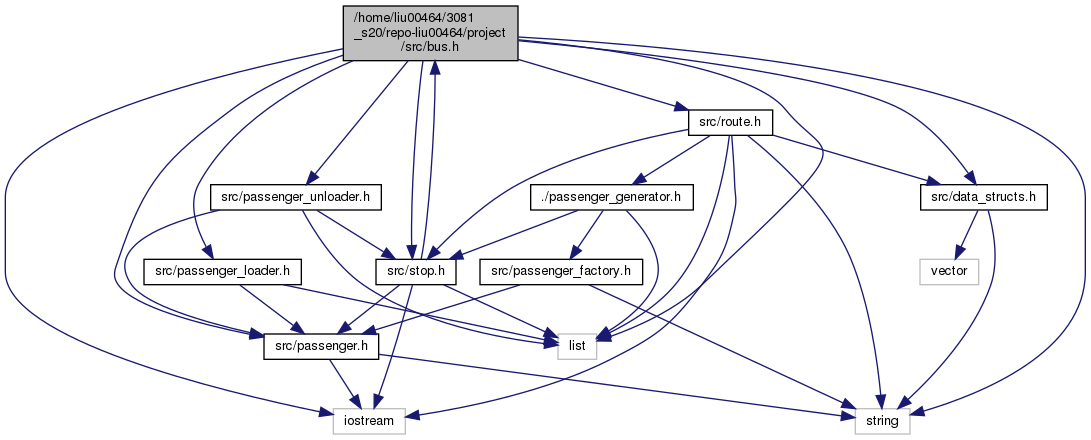 /home/liu00464/3081
_s20/repo-liu00464/project
/src/bus.h
src/route.h
src/passenger_unloader.h
./passenger_generator.h
src/data_structs.h
src/passenger_loader.h
src/stop.h
src/passenger_factory.h
vector
src/passenger.h
list
iostream
string